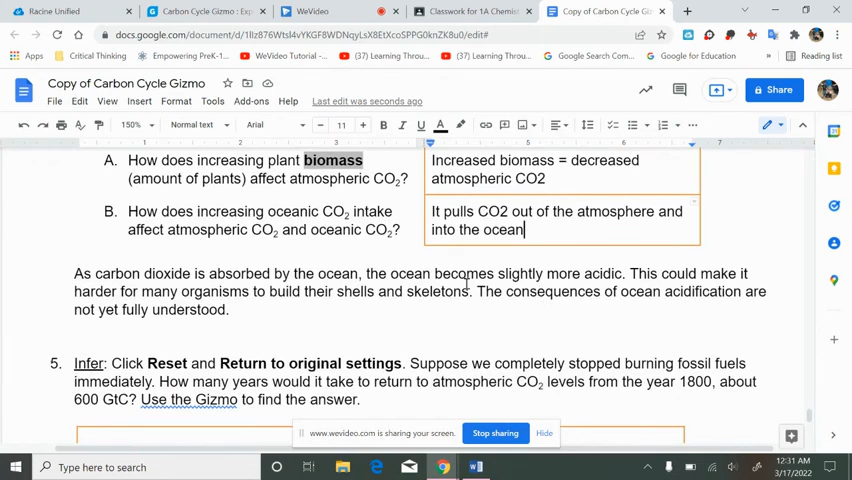 Racine Unified
Carbon Cycle Gizmo : Exp
WeVideo
Classwork for 1A Chemist
Copy of Carbon Cycle Gizmo
Apps
Critical Thinking
Empowering PreK-1...
WeVideo Tutorial -...
(37) Learning Throu...
(37) Learning Throu...
Google Search Com...
Google for Education
Reading list
Copy of Carbon Cycle Gizmo
Share
File Edit View Insert Format Tools Add-ons Help Last edit was seconds ago
150% Normal text Arial 11
1 2 3 5 6 7
A. How does increasing plant biomass
(amount of plants) affect atmospheric CO₂?
Increased biomass = decreased
atmospheric CO2
B. How does increasing oceanic CO₂ intake
affect atmospheric CO₂ and oceanic CO₂?
It pulls CO2 out of the atmosphere and
into the ocean
As carbon dioxide is absorbed by the ocean, the ocean becomes slightly more acidic. This could make it
harder for many organisms to build their shells and skeletons. The consequences of ocean acidification are
not yet fully understood.
5. Infer: Click Reset and Return to original settings. Suppose we completely stopped burning fossil fuels
immediately. How many years would it take to return to atmospheric CO₂ levels from the year 1800, about
600 GtC? Use the Gizmo to find the answer.
www.wevideo.com is sharing your screen.
Stop sharing
Hide
Type here to search
12:31 AM
3/17/2022